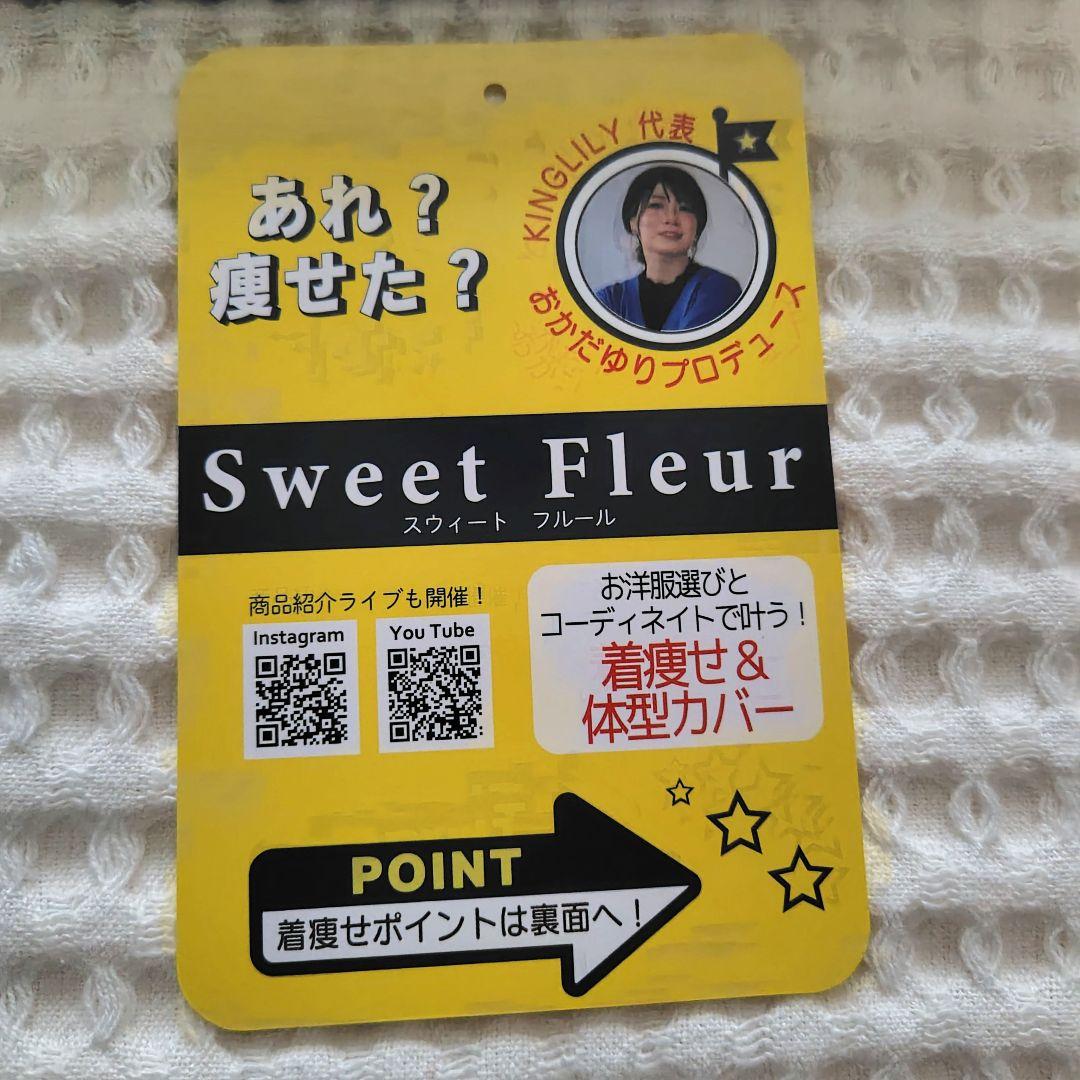 あれ？
痩せた？
KINGLILY 代表
おかだゆりプロデュース
Sweet Fleur
スウィート フルール
商品紹介ライブも開催！
Instagram
You Tube
お洋服選びと
コーディネイトで叶う！
着痩せ＆
体型カバー
POINT
着痩せポイントは裏面へ！